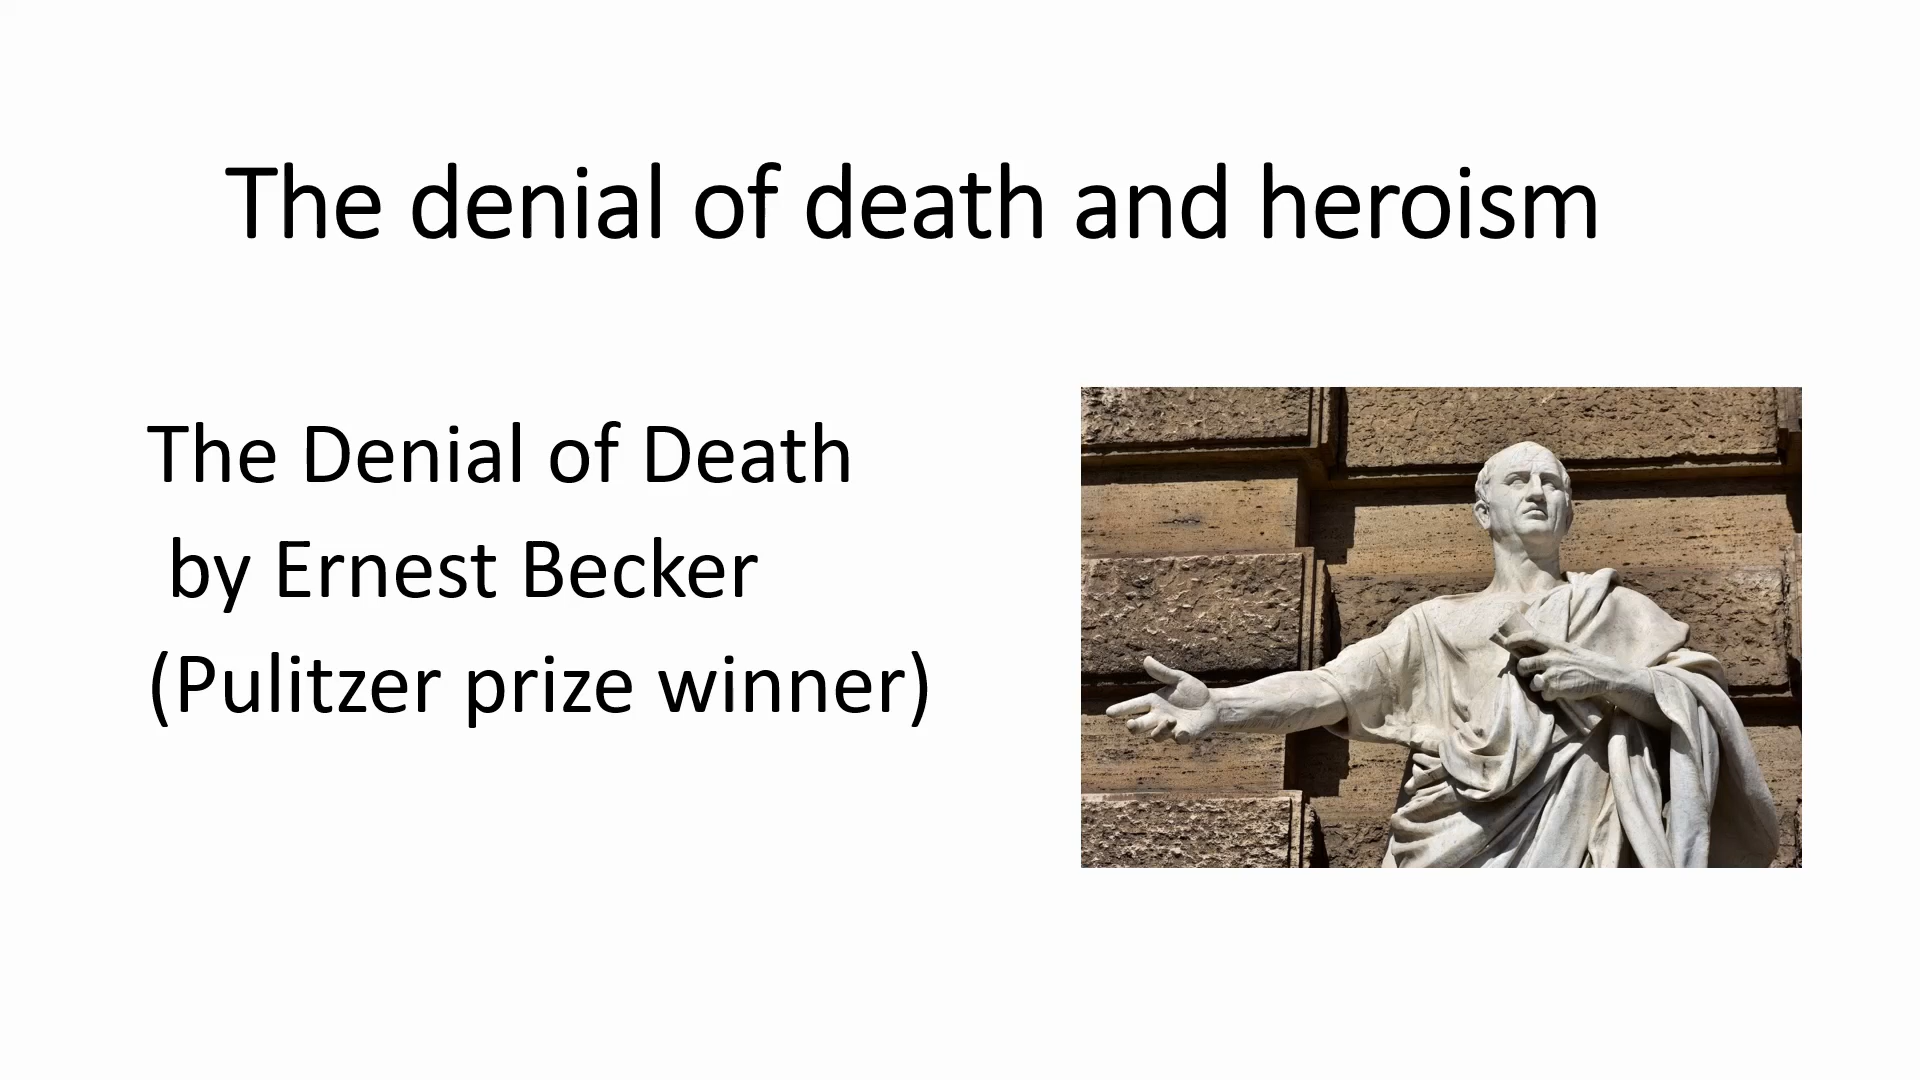 The denial of death and heroism
The Denial of Death
by Ernest Becker
(Pulitzer prize winner)